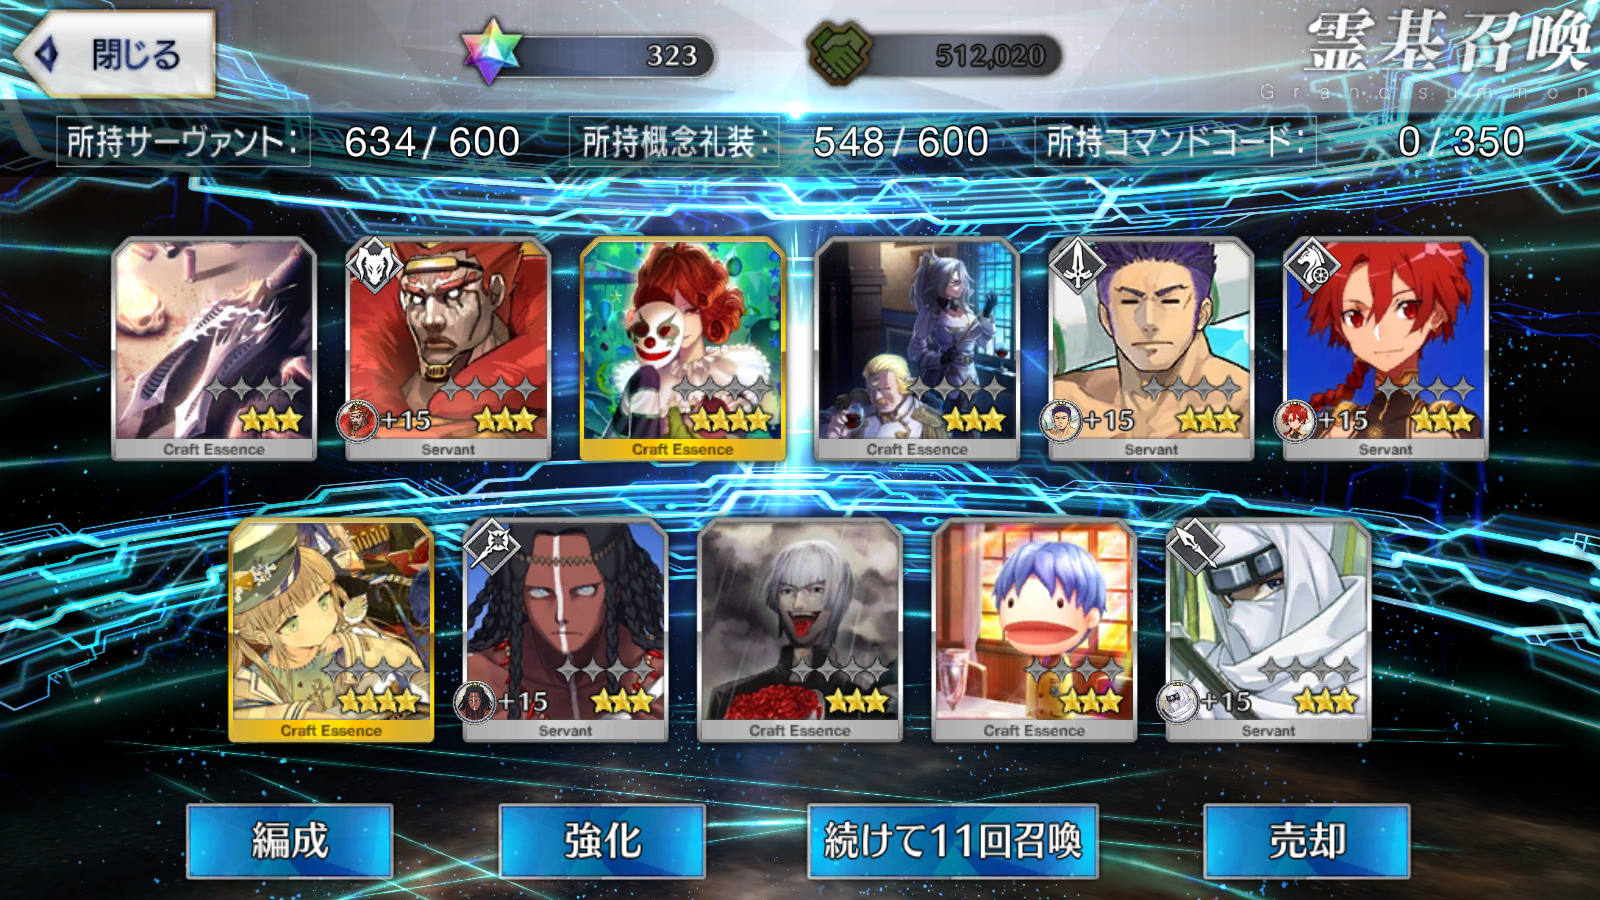 閉じる
323
512,020
霊基召喚
Grand summon
所持サーヴァント: 634 / 600
所持概念礼装: 548 / 600
所持コマンドコード: 0 / 350
Craft Essence
+15
Servant
Craft Essence
Craft Essence
+15
Servant
+15
Servant
Craft Essence
+15
Servant
Craft Essence
Craft Essence
+15
Servant
編成
強化
続けて11回召喚
売却